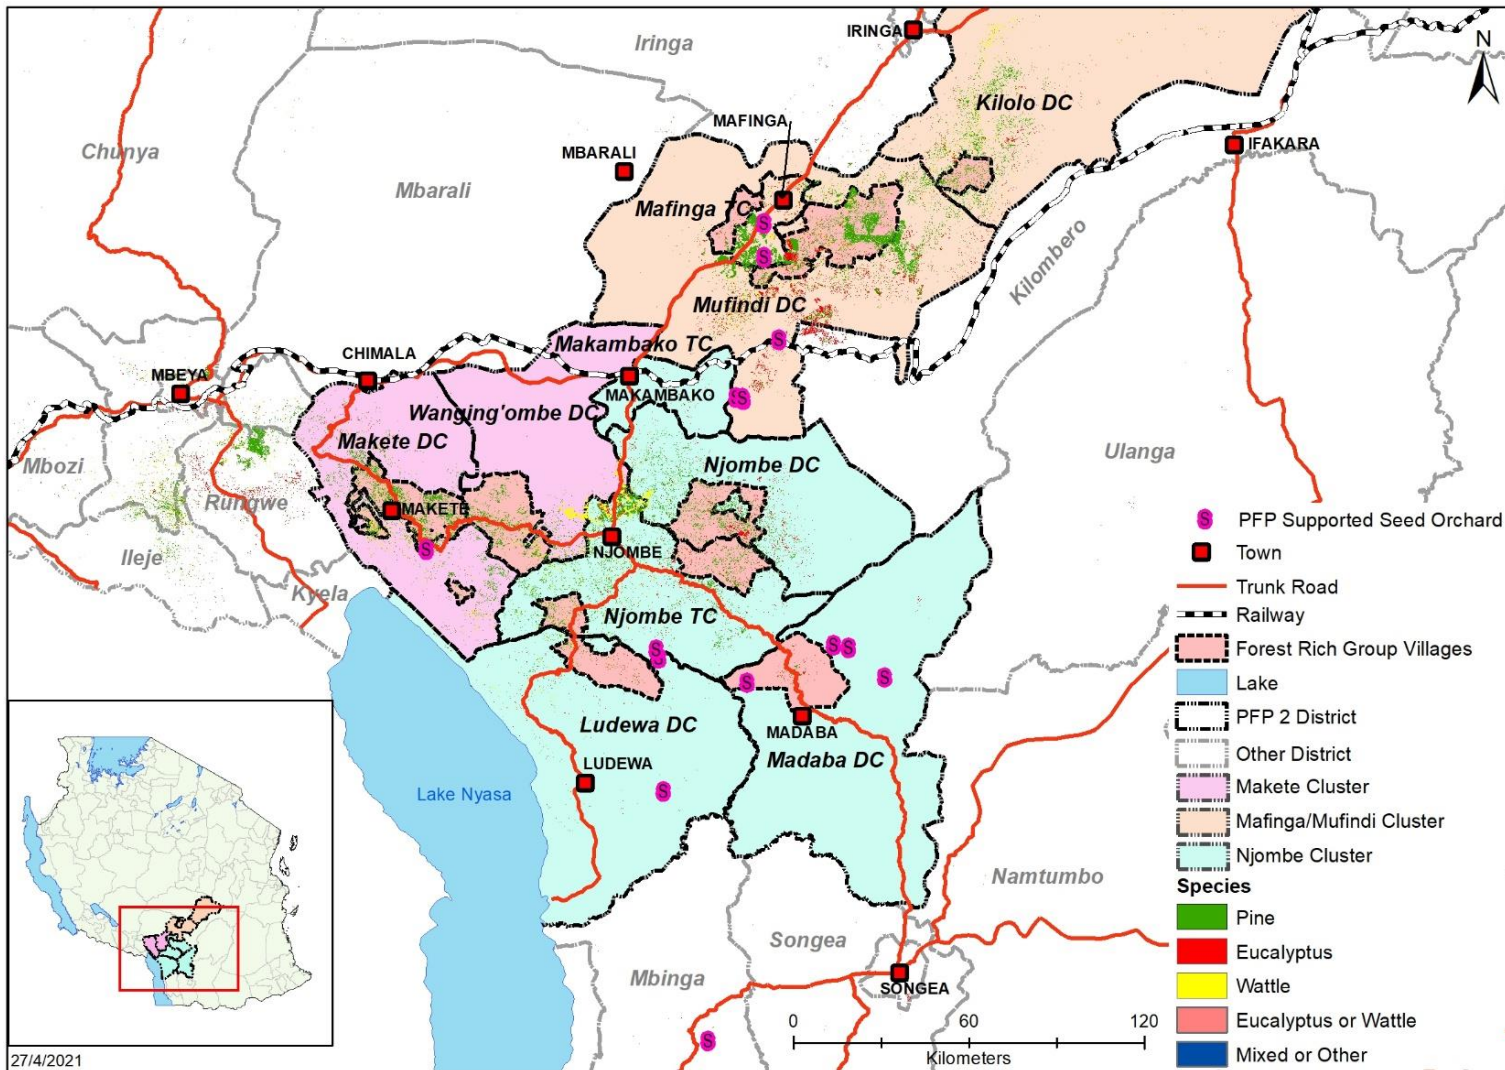 IRINGA
Iringa
N
Kilolo DC
MAFINGA
IFAKARA
Chunya
MBARALI
Mbarali
Mafinga TC
Kilombero
Mufindi DC
Makambako TC
CHIMALA
MBEYA
MAKAMBAKO
Wanging'ombe DC
Makete DC
Njombe DC
Ulanga
Mbozi
Rungwe
MAKETE
NJOMBE
Ileje
Kyela
Njombe TC
Ludewa DC
MADABA
Madaba DC
LUDEWA
Lake Nyasa
Namtumbo
Songea
Mbinga
SONGEA
S PFP Supported Seed Orchard
Town
Trunk Road
Railway
Forest Rich Group Villages
Lake
PFP 2 District
Other District
Makete Cluster
Mafinga/Mufindi Cluster
Njombe Cluster
Species
Pine
Eucalyptus
Wattle
Eucalyptus or Wattle
Mixed or Other
0 60 120
Kilometers
27/4/2021